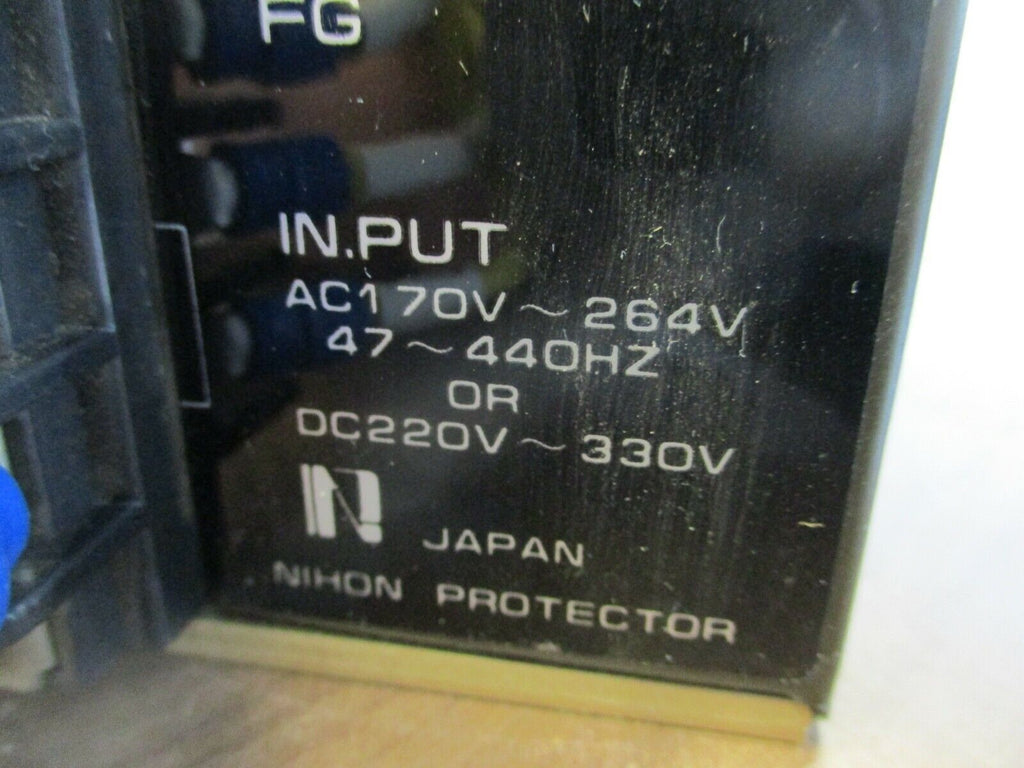 FG
IN.PUT
AC170V~264V
47~440HZ
OR
DC220V~330V
N
JAPAN
NIHON PROTECTOR